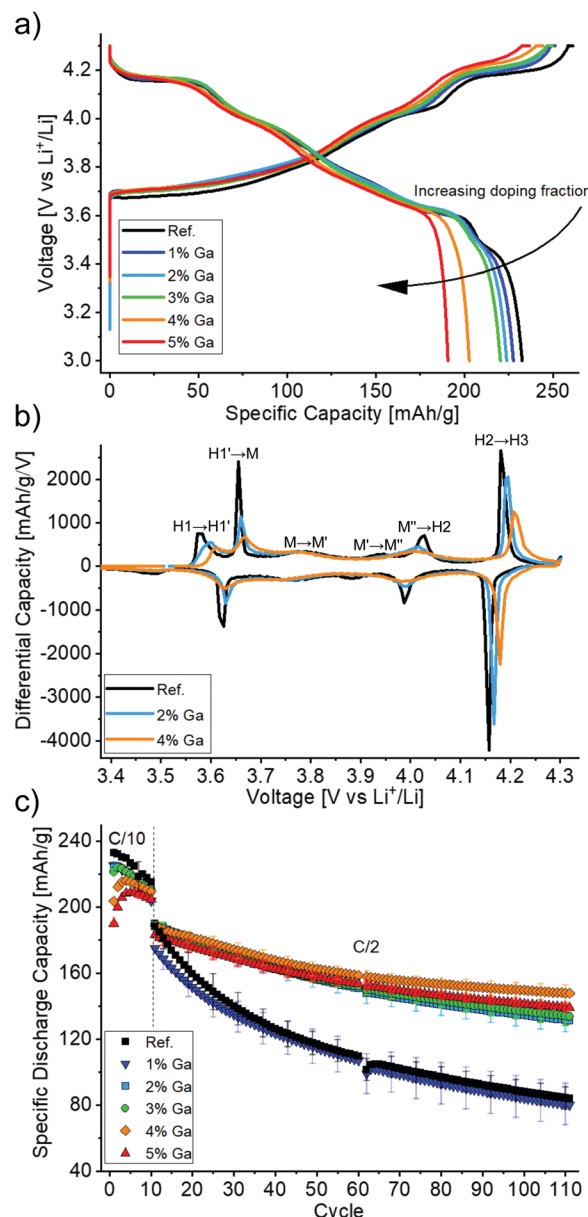 a)
4.2
3.9
3.6
3.3
3.0
Voltage [V vs Li⁺/Li]
Increasing doping fraction
Ref.
1% Ga
2% Ga
3% Ga
4% Ga
5% Ga
0 50 100 150 200 250
Specific Capacity [mAh/g]
b)
2000
1000
0
-1000
-2000
-3000
-4000
Differential Capacity [mAh/g/V]
H1'→M
H2→H3
H1→H1'
M→M'
M'→M''
M''→H2
Ref.
2% Ga
4% Ga
3.4 3.5 3.6 3.7 3.8 3.9 4.0 4.1 4.2 4.3
Voltage [V vs Li⁺/Li]
c)
240
200
160
120
80
40
Specific Discharge Capacity [mAh/g]
C/10
C/2
Ref.
1% Ga
2% Ga
3% Ga
4% Ga
5% Ga
0 10 20 30 40 50 60 70 80 90 100 110
Cycle